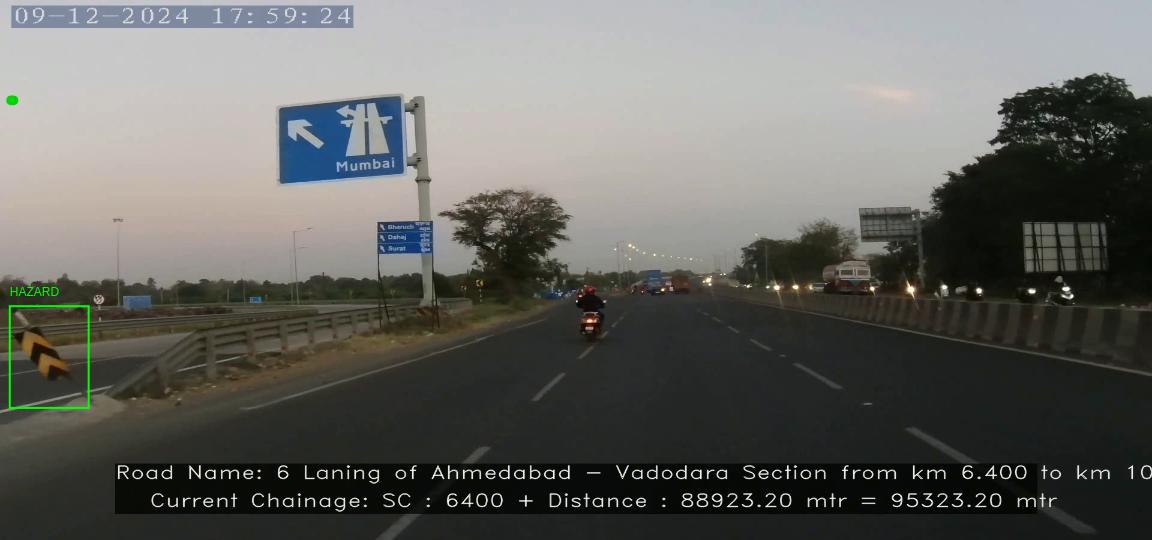 09-12-2024 17:59:24
Mumbai
Bharuch
Dahej
Surat
HAZARD
Road Name: 6 Laning of Ahmedabad - Vadodara Section from km 6.400 to km 10
Current Chainage: SC : 6400 + Distance : 88923.20 mtr = 95323.20 mtr